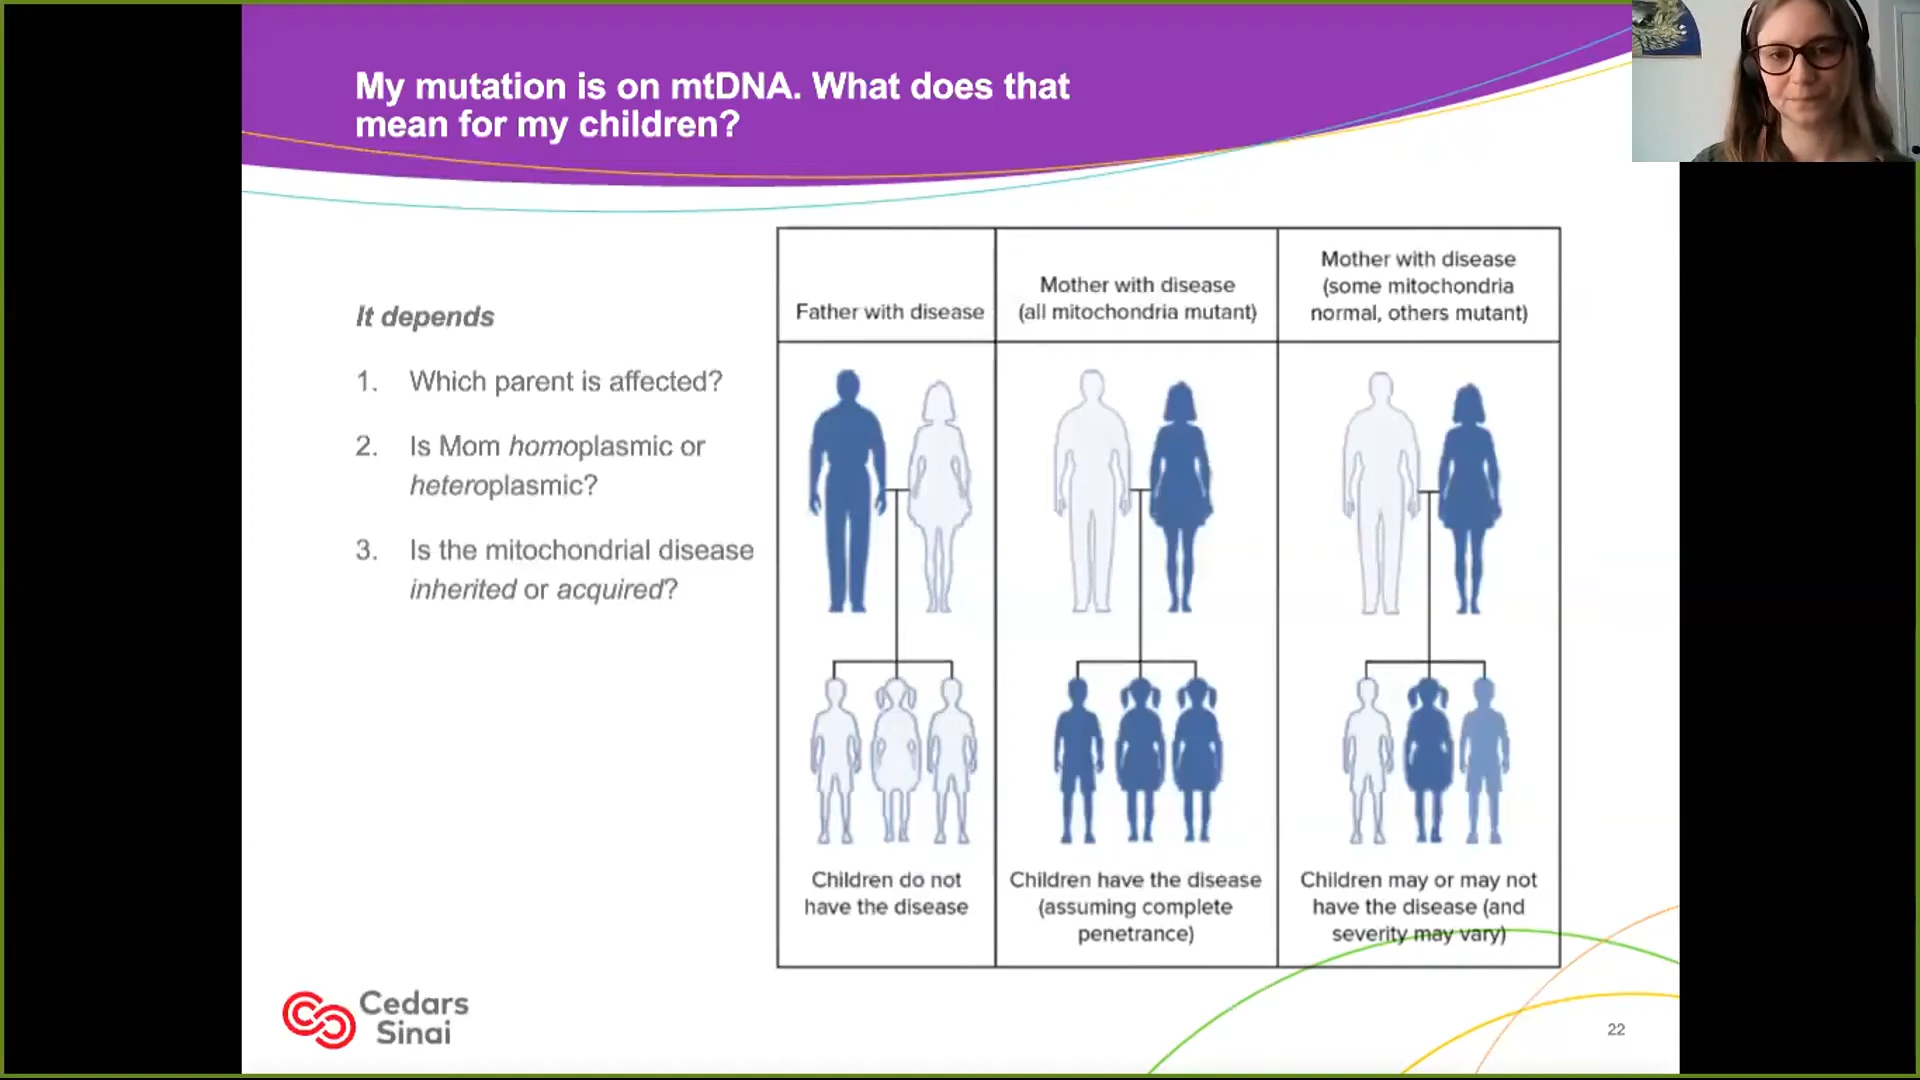 My mutation is on mtDNA. What does that
mean for my children?
It depends
1. Which parent is affected?
2. Is Mom homoplasmic or
heteroplasmic?
3. Is the mitochondrial disease
inherited or acquired?
Father with disease
Mother with disease
(all mitochondria mutant)
Mother with disease
(some mitochondria
normal, others mutant)
Children do not
have the disease
Children have the disease
(assuming complete
penetrance)
Children may or may not
have the disease (and
severity may vary)
Cedars
Sinai
22